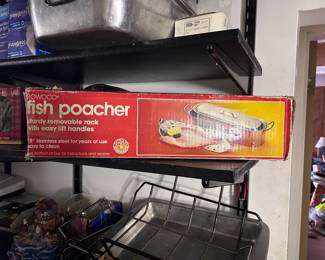 fish poacher
sturdy removable rack
with easy lift handles
stainless steel for years of use
easy to clean